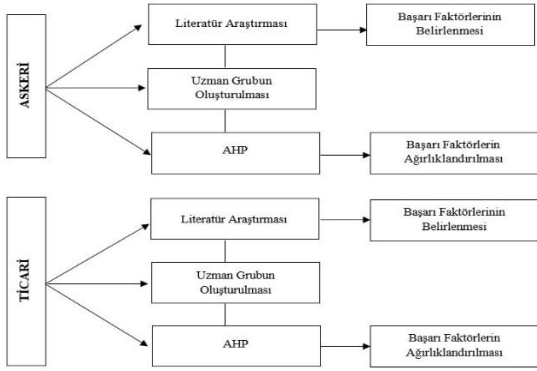 ASKERİ
Literatür Araştırması
Başarı Faktörlerinin
Belirlenmesi
Uzman Grubun
Oluşturulması
AHP
Başarı Faktörlerin
Ağırlıklandırılması
TİCARİ
Literatür Araştırması
Başarı Faktörlerinin
Belirlenmesi
Uzman Grubun
Oluşturulması
AHP
Başarı Faktörlerin
Ağırlıklandırılması